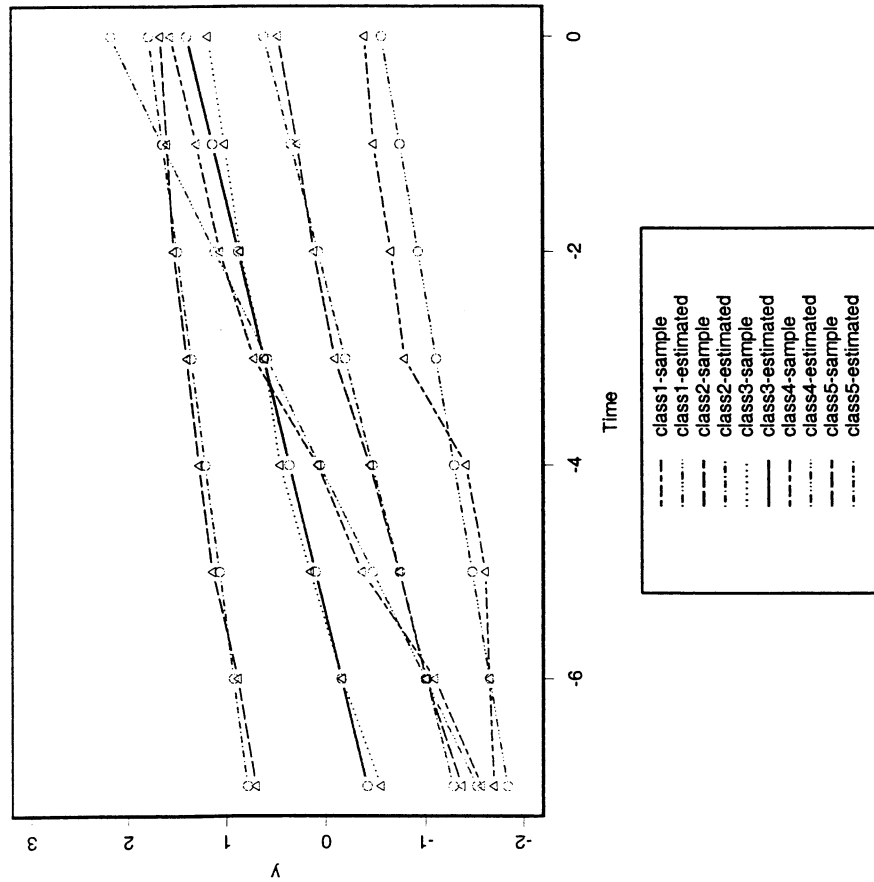 3
2
1
0
-1
-2
y
0
-2
-4
-6
Time
class1-sample
class1-estimated
class2-sample
class2-estimated
class3-sample
class3-estimated
class4-sample
class4-estimated
class5-sample
class5-estimated